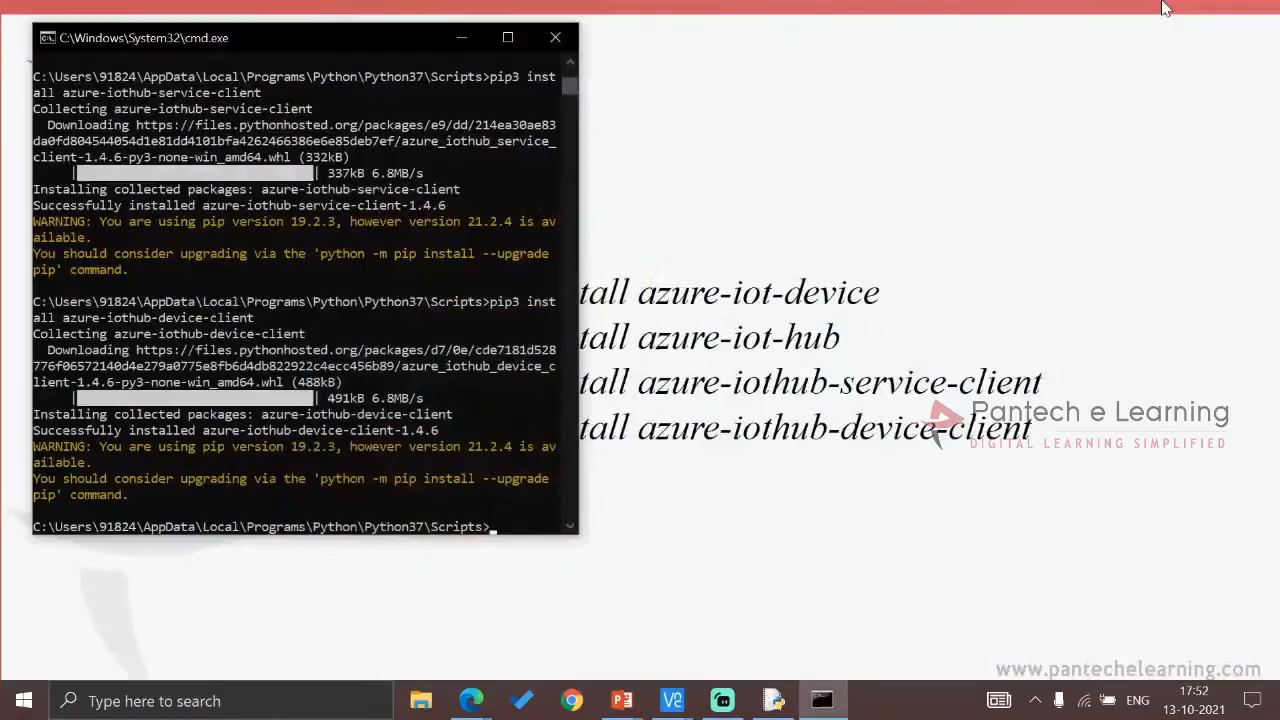 C:\Windows\System32\cmd.exe
C:\Users\91824\AppData\Local\Programs\Python\Python37\Scripts>pip3 inst
all azure-iothub-service-client
Collecting azure-iothub-service-client
Downloading https://files.pythonhosted.org/packages/e9/dd/214ea30ae83
da0fd804544054d1e81dd4101bfa4262466386e6e85deb7ef/azure_iothub_service_
client-1.4.6-py3-none-win_amd64.whl (332kB)
| | 337kB 6.8MB/s
Installing collected packages: azure-iothub-service-client
Successfully installed azure-iothub-service-client-1.4.6
WARNING: You are using pip version 19.2.3, however version 21.2.4 is av
ailable.
You should consider upgrading via the 'python -m pip install --upgrade
pip' command.
C:\Users\91824\AppData\Local\Programs\Python\Python37\Scripts>pip3 inst
all azure-iothub-device-client
Collecting azure-iothub-device-client
Downloading https://files.pythonhosted.org/packages/d7/0e/cde7181d528
776f06572140d4e279a0775e8fb6d4db822922c4ecc456b89/azure_iothub_device_c
lient-1.4.6-py3-none-win_amd64.whl (488kB)
| | 491kB 6.8MB/s
Installing collected packages: azure-iothub-device-client
Successfully installed azure-iothub-device-client-1.4.6
WARNING: You are using pip version 19.2.3, however version 21.2.4 is av
ailable.
You should consider upgrading via the 'python -m pip install --upgrade
pip' command.
C:\Users\91824\AppData\Local\Programs\Python\Python37\Scripts>
tall azure-iot-device
tall azure-iot-hub
tall azure-iothub-service-client
tall azure-iothub-device-client
Pantech e Learning
DIGITAL LEARNING SIMPLIFIED
www.pantechelearning.com
Type here to search
ENG
17:52
13-10-2021